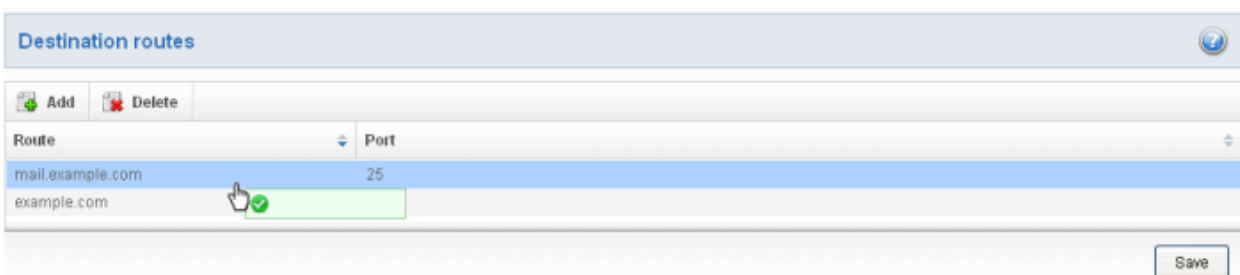 Destination routes
Add Delete
Route Port
mail.example.com 25
example.com
Save